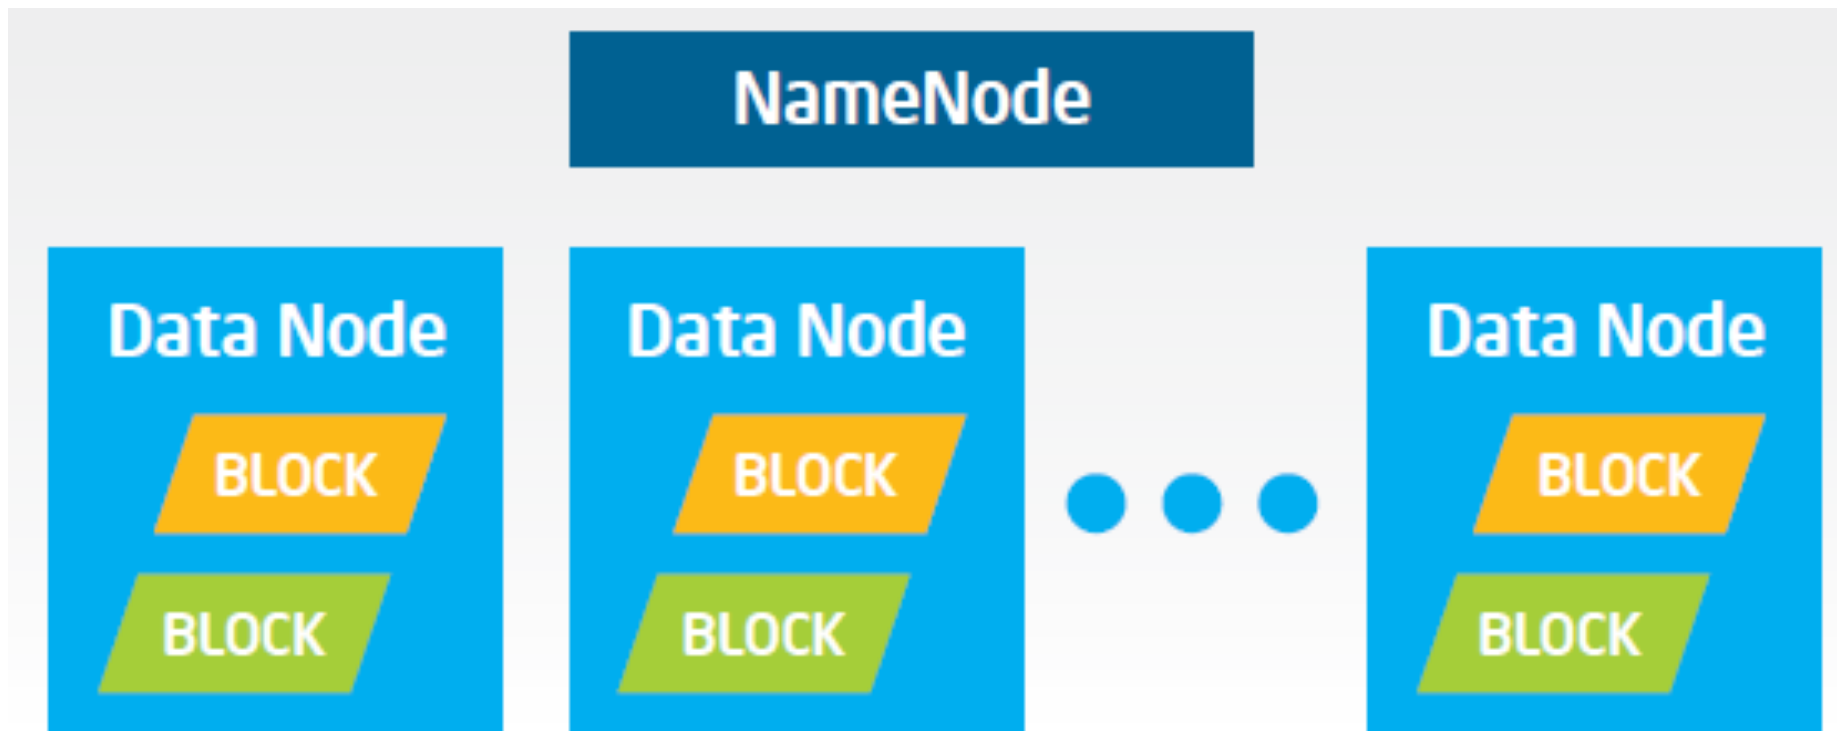 NameNode
Data Node
BLOCK
BLOCK
Data Node
BLOCK
BLOCK
Data Node
BLOCK
BLOCK